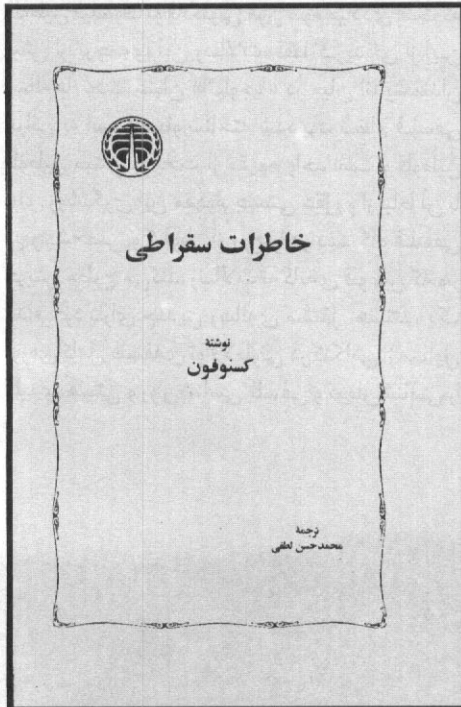 خاطرات سقراطی
نوشتهٔ
کسنوفون
ترجمهٔ
محمدحسن لطفی